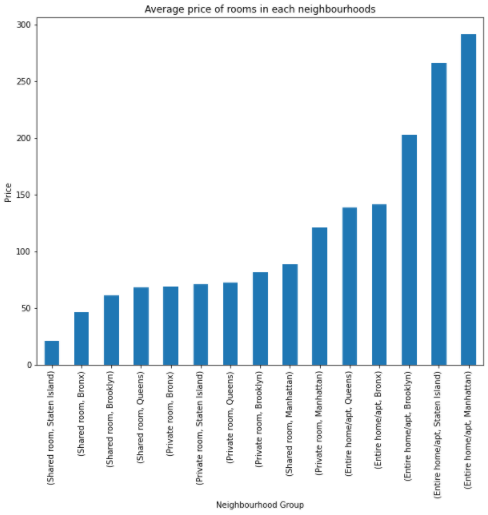 Average price of rooms in each neighbourhoods
300
250
200
150
100
50
0
Price
(Shared room, Staten Island)
(Shared room, Bronx)
(Shared room, Brooklyn)
(Shared room, Queens)
(Private room, Bronx)
(Private room, Staten Island)
(Private room, Queens)
(Private room, Brooklyn)
(Shared room, Manhattan)
(Private room, Manhattan)
(Entire home/apt, Queens)
(Entire home/apt, Bronx)
(Entire home/apt, Brooklyn)
(Entire home/apt, Staten Island)
(Entire home/apt, Manhattan)
Neighbourhood Group